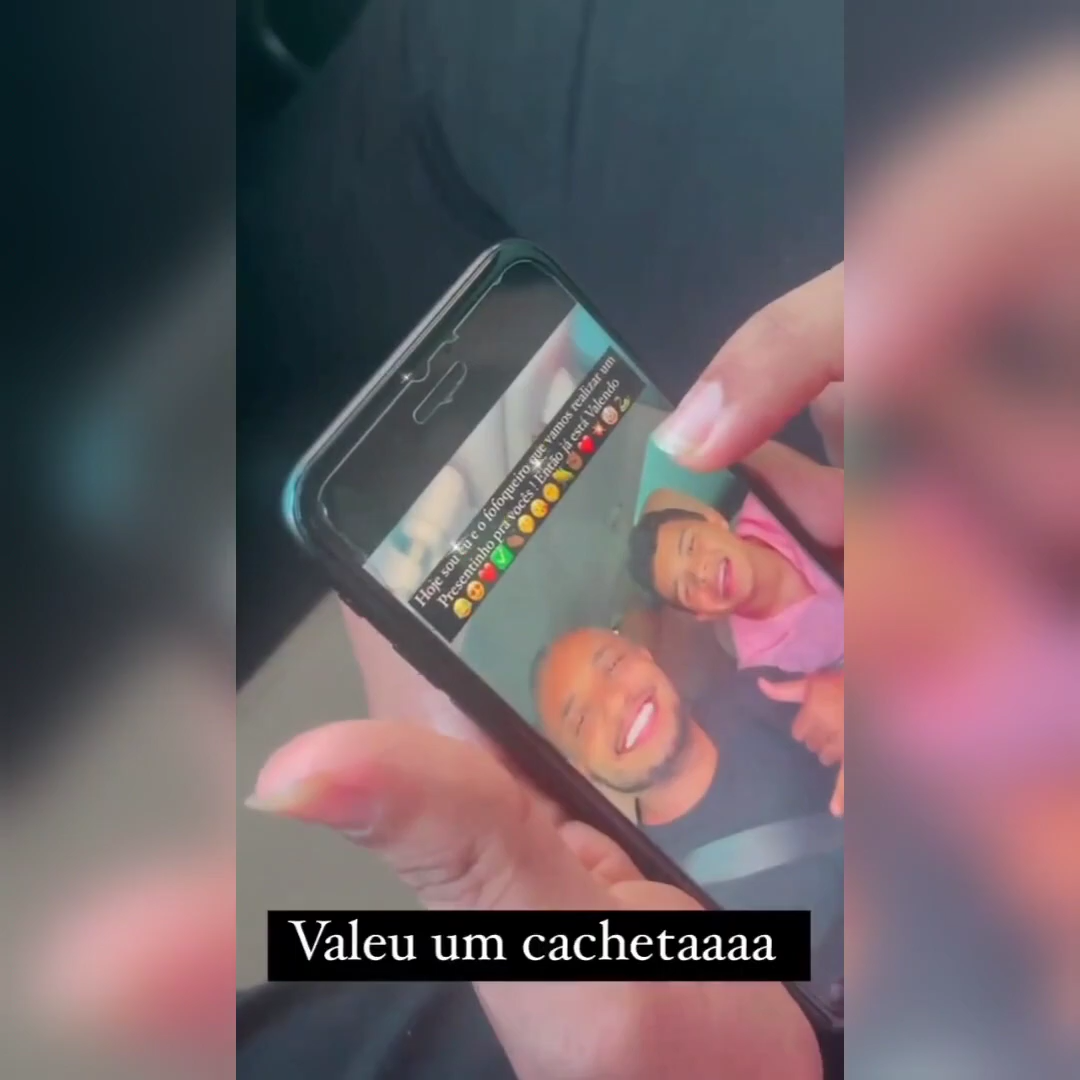 Hoje sou eu e o fofoqueiro que vamos realizar um
Presentinho pra vocês ! Então já está Valendo
Valeu um cachetaaaa